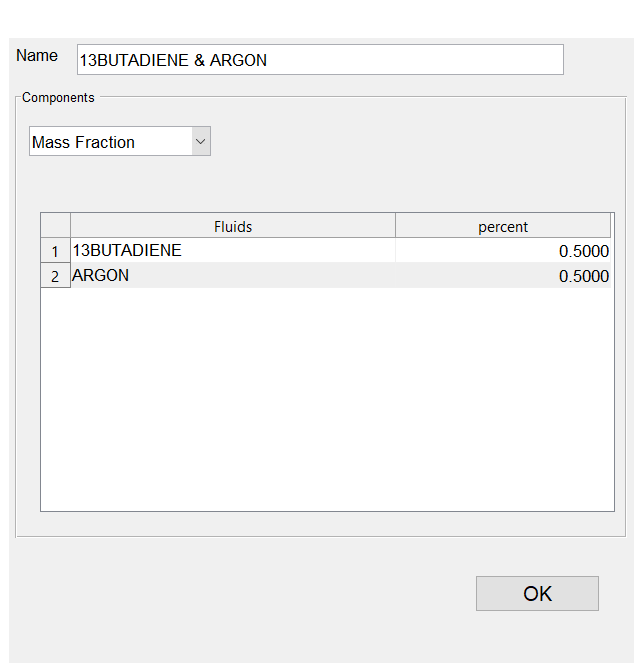 Name 13BUTADIENE & ARGON
Components
Mass Fraction
Fluids percent
1 13BUTADIENE 0.5000
2 ARGON 0.5000
OK